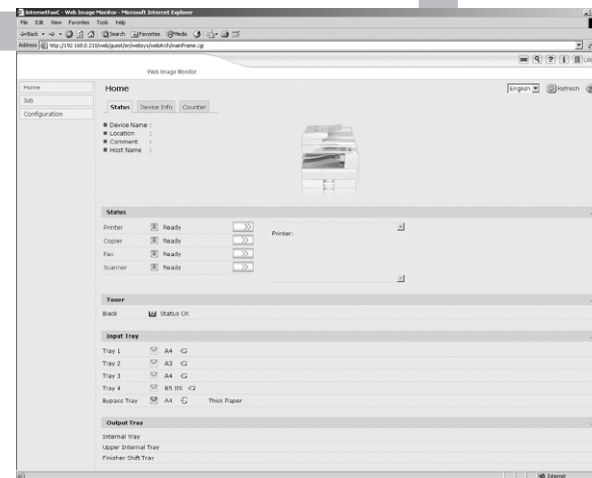 InternetFaxC - Web Image Monitor - Microsoft Internet Explorer
File Edit View Favorites Tools Help
Back Search Favorites Media
Address http://192.168.0.210/web/guest/en/websys/webArch/mainFrame.cgi
Web Image Monitor
Home
Job
Configuration
Home
English Refresh
Status Device Info Counter
Device Name :
Location :
Comment :
Host Name :
Status
Printer Ready
Copier Ready
Fax Ready
Scanner Ready
Printer:
Toner
Black Status OK
Input Tray
Tray 1 A4
Tray 2 A3
Tray 3 A4
Tray 4 B5 JIS
Bypass Tray A4 Thick Paper
Output Tray
Internal Tray
Upper Internal Tray
Finisher Shift Tray
Internet